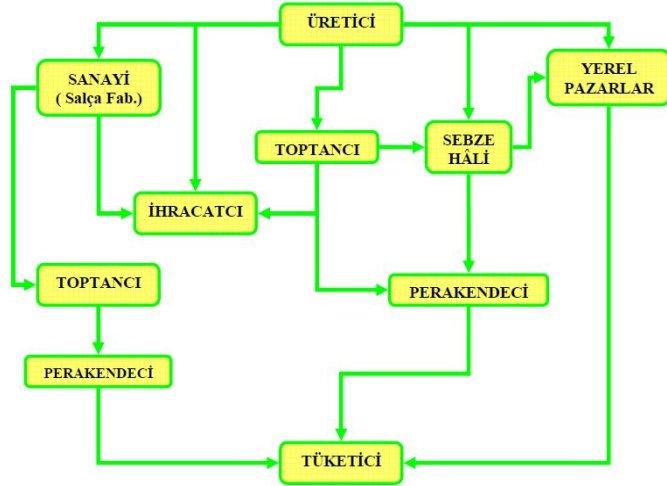 ÜRETİCİ
SANAYİ
( Salça Fab.)
YEREL
PAZARLAR
TOPTANCI
SEBZE
HÂLİ
İHRACATCI
TOPTANCI
PERAKENDECİ
PERAKENDECİ
TÜKETİCİ